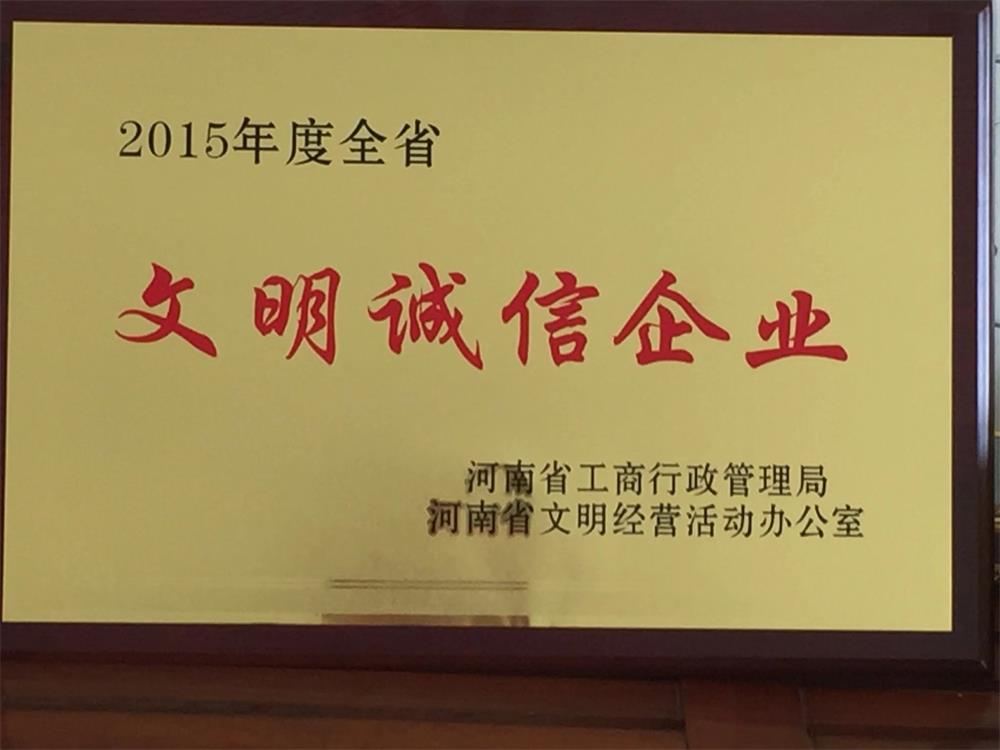 2015年度全省
文明诚信企业
河南省工商行政管理局
河南省文明经营活动办公室